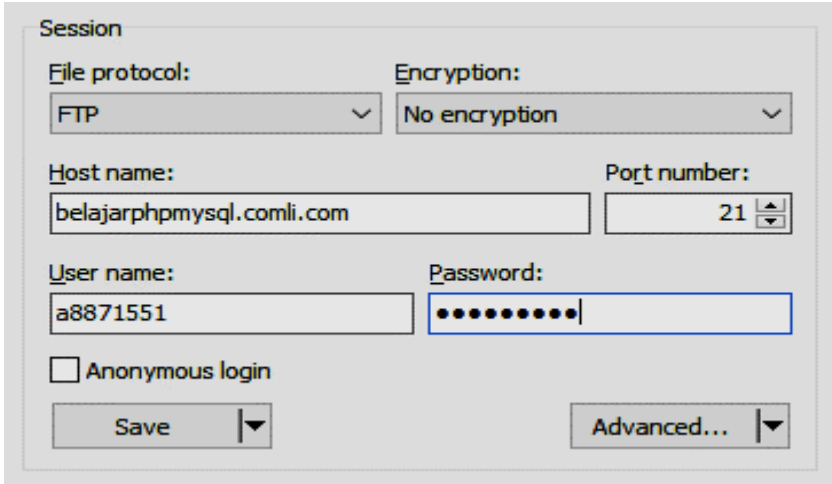 Session
File protocol: Encryption:
FTP No encryption
Host name: Port number:
belajarphpmysql.comli.com 21
User name: Password:
a8871551 ●●●●●●●●●
Anonymous login
Save Advanced...